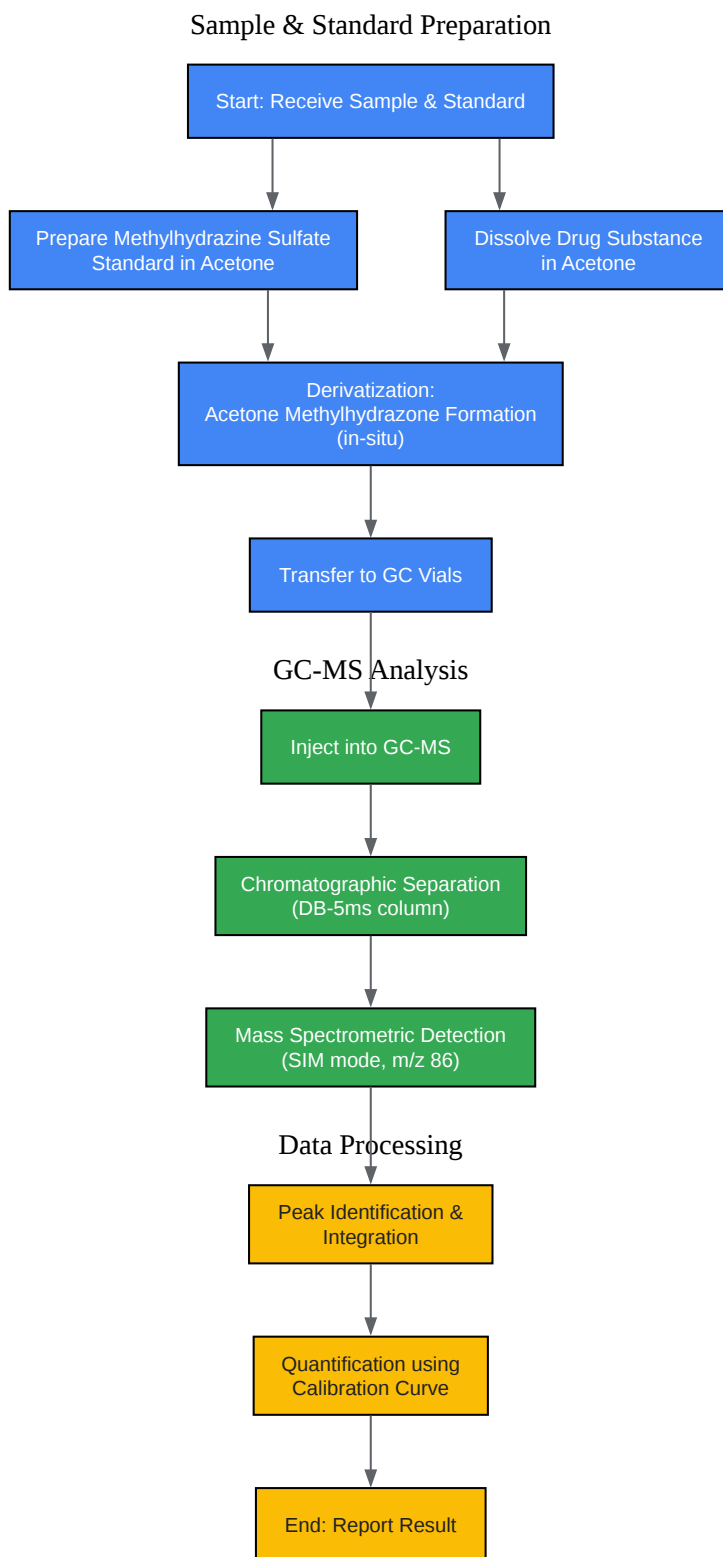 Sample & Standard Preparation
Start: Receive Sample & Standard
Prepare Methylhydrazine Sulfate
Standard in Acetone
Dissolve Drug Substance
in Acetone
Derivatization:
Acetone Methylhydrazone Formation
(in-situ)
Transfer to GC Vials
GC-MS Analysis
Inject into GC-MS
Chromatographic Separation
(DB-5ms column)
Mass Spectrometric Detection
(SIM mode, m/z 86)
Data Processing
Peak Identification &
Integration
Quantification using
Calibration Curve
End: Report Result